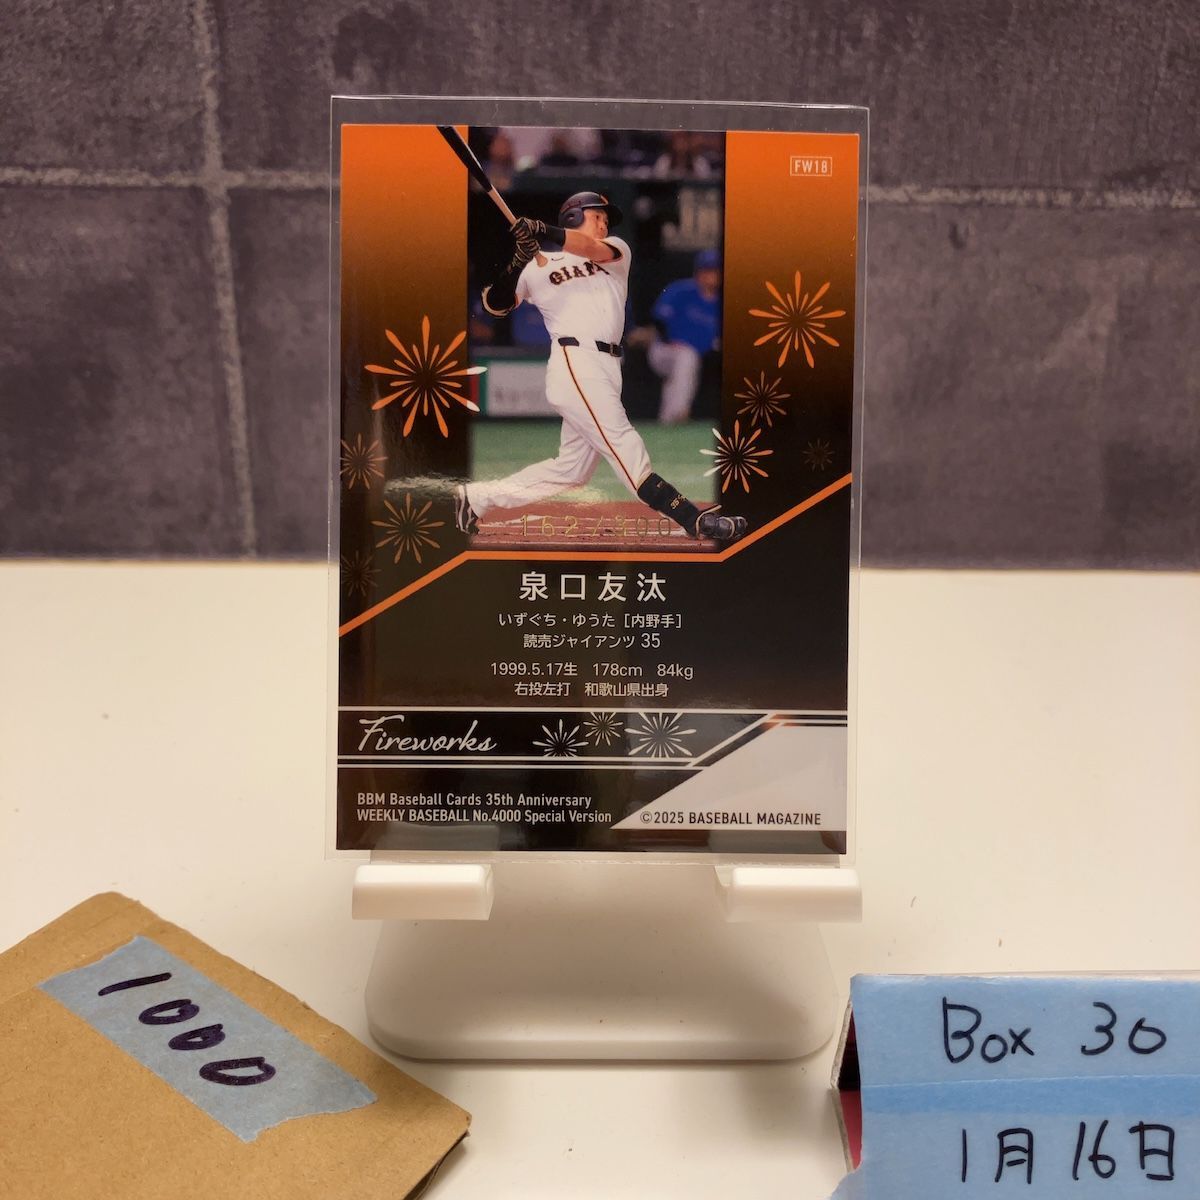 FW18
GIANTS
35
162/300
泉口友汰
いずぐち・ゆうた［内野手］
読売ジャイアンツ 35
1999.5.17生 178cm 84kg
右投左打 和歌山県出身
Fireworks
BBM Baseball Cards 35th Anniversary
WEEKLY BASEBALL No.4000 Special Version
©2025 BASEBALL MAGAZINE
1000
Box 30
1月16日